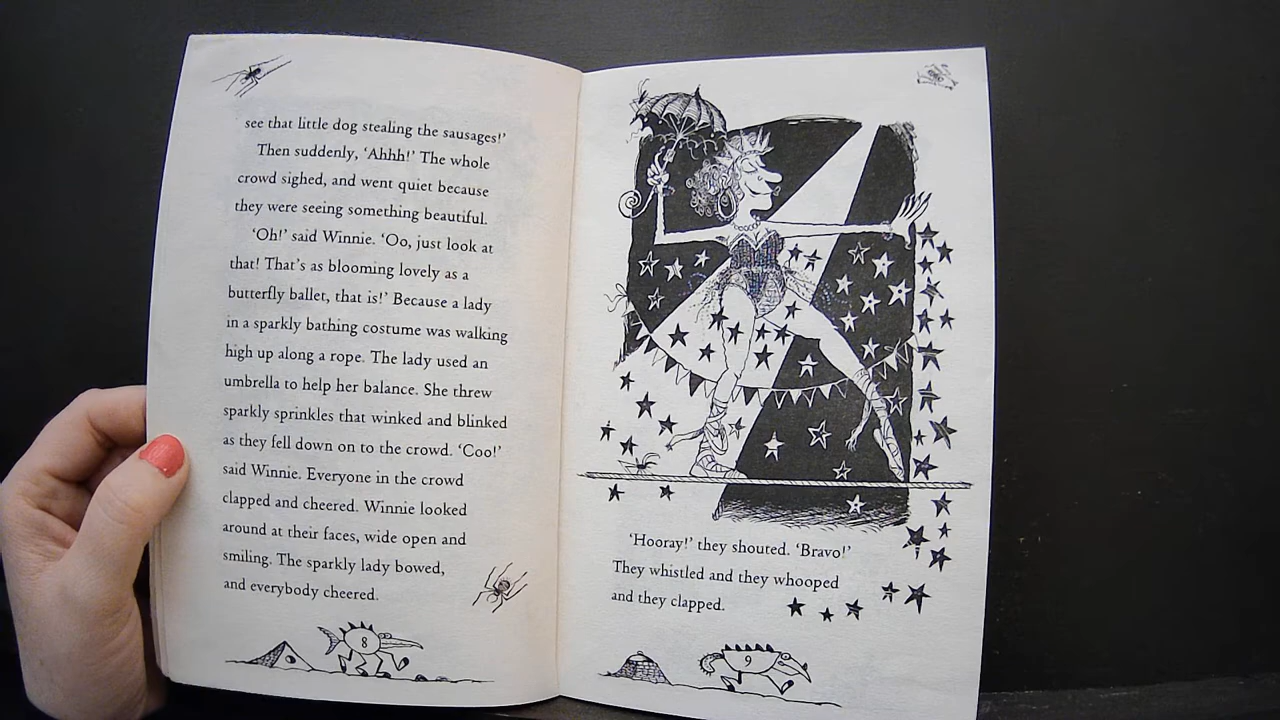 see that little dog stealing the sausages!’
Then suddenly, ‘Ahhh!’ The whole
crowd sighed, and went quiet because
they were seeing something beautiful.
‘Oh!’ said Winnie. ‘Oo, just look at
that! That’s as blooming lovely as a
butterfly ballet, that is!’ Because a lady
in a sparkly bathing costume was walking
high up along a rope. The lady used an
umbrella to help her balance. She threw
sparkly sprinkles that winked and blinked
as they fell down on to the crowd. ‘Coo!’
said Winnie. Everyone in the crowd
clapped and cheered. Winnie looked
around at their faces, wide open and
smiling. The sparkly lady bowed,
and everybody cheered.
8
‘Hooray!’ they shouted. ‘Bravo!’
They whistled and they whooped
and they clapped.
9